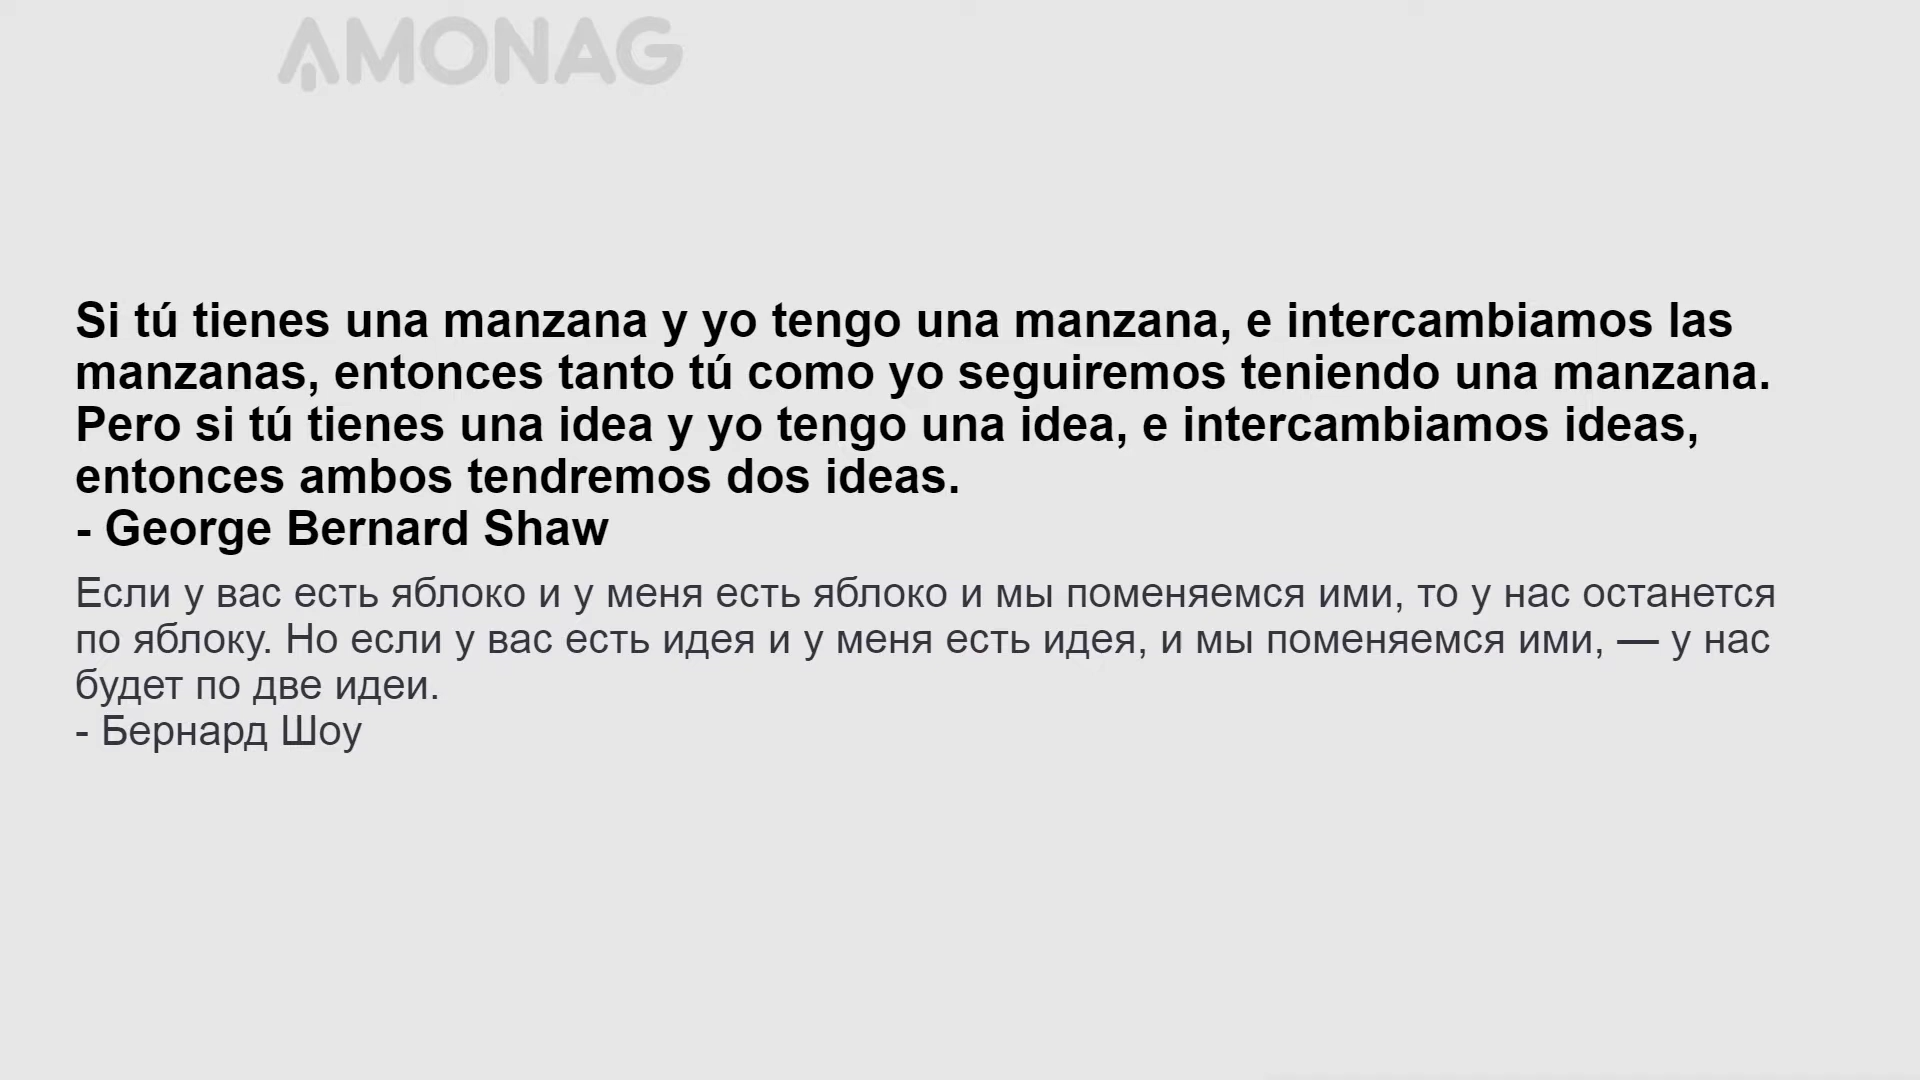 AMONAG
Si tú tienes una manzana y yo tengo una manzana, e intercambiamos las
manzanas, entonces tanto tú como yo seguiremos teniendo una manzana.
Pero si tú tienes una idea y yo tengo una idea, e intercambiamos ideas,
entonces ambos tendremos dos ideas.
- George Bernard Shaw
Если у вас есть яблоко и у меня есть яблоко и мы поменяемся ими, то у нас останется
по яблоку. Но если у вас есть идея и у меня есть идея, и мы поменяемся ими, — у нас
будет по две идеи.
- Бернард Шоу